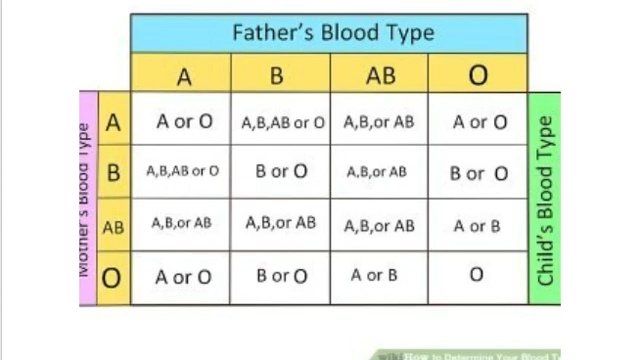 Father's Blood Type
A B AB O
Mother's Blood Type
A A or O A,B,AB or O A,B,or AB A or O
B A,B,AB or O B or O A,B,or AB B or O
AB A,B,or AB A,B,or AB A,B,or AB A or B
O A or O B or O A or B O
Child's Blood Type
wiki How to Determine Your Blood